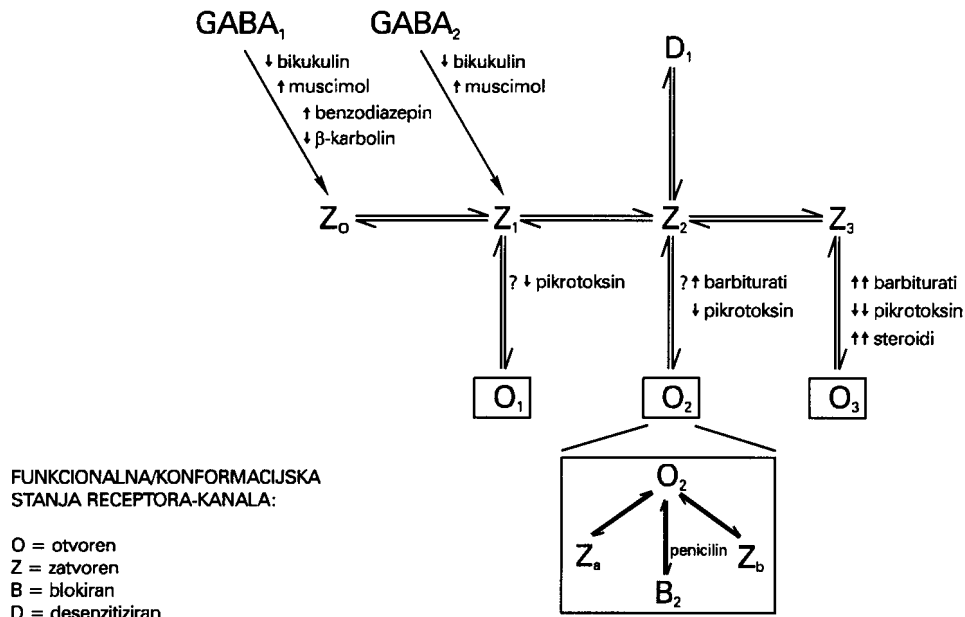 GABA₁ GABA₂
D₁
↓ bikukulin
↑ muscimol
↑ benzodiazepin
↓ β-karbolin
↓ bikukulin
↑ muscimol
Z₀ Z₁ Z₂ Z₃
? ↓ pikrotoksin
? ↑ barbiturati
↓ pikrotoksin
↑↑ barbiturati
↓↓ pikrotoksin
↑↑ steroidi
O₁ O₂ O₃
O₂
Zₐ penicilin Z_b
B₂
FUNKCIONALNA/KONFORMACIJSKA
STANJA RECEPTORA-KANALA:
O = otvoren
Z = zatvoren
B = blokiran
D = desenzitiziran